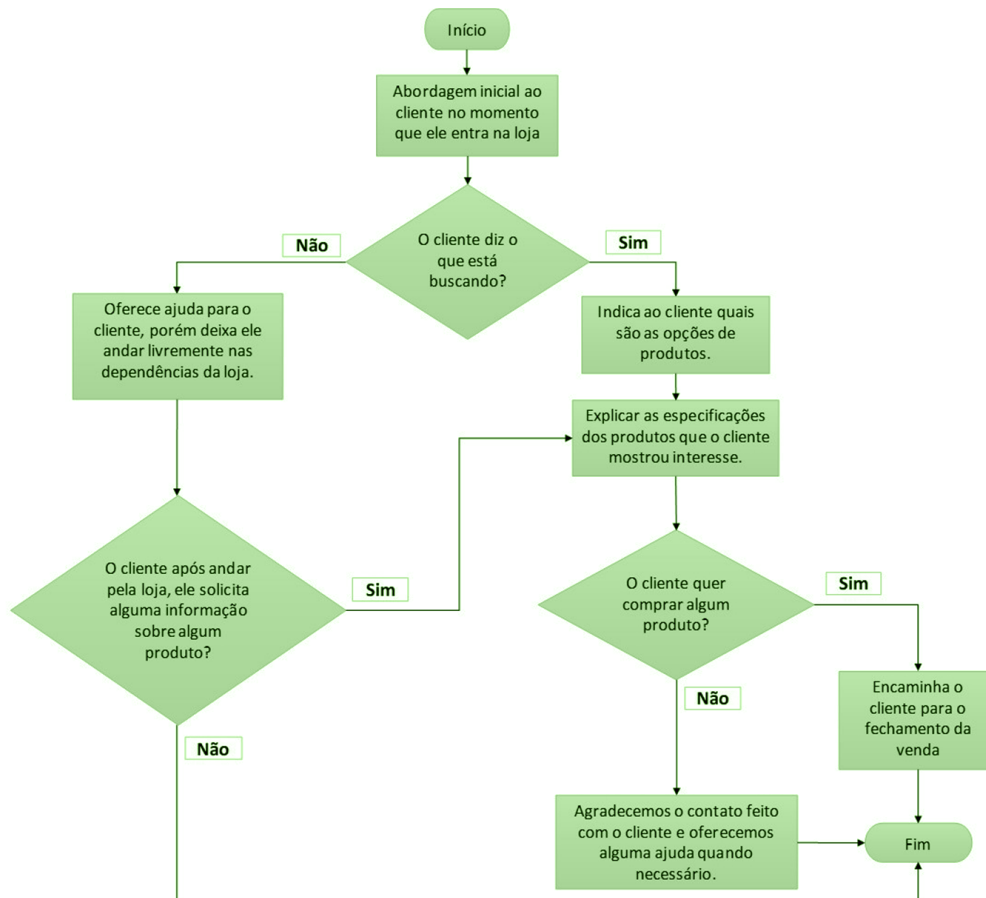 Início
Abordagem inicial ao
cliente no momento
que ele entra na loja
O cliente diz o
que está
buscando?
Não
Sim
Oferece ajuda para o
cliente, porém deixa ele
andar livremente nas
dependências da loja.
Indica ao cliente quais
são as opções de
produtos.
Explicar as especificações
dos produtos que o cliente
mostrou interesse.
O cliente após andar
pela loja, ele solicita
alguma informação
sobre algum
produto?
Sim
Não
O cliente quer
comprar algum
produto?
Sim
Não
Encaminha o
cliente para o
fechamento da
venda
Agradecemos o contato feito
com o cliente e oferecemos
alguma ajuda quando
necessário.
Fim